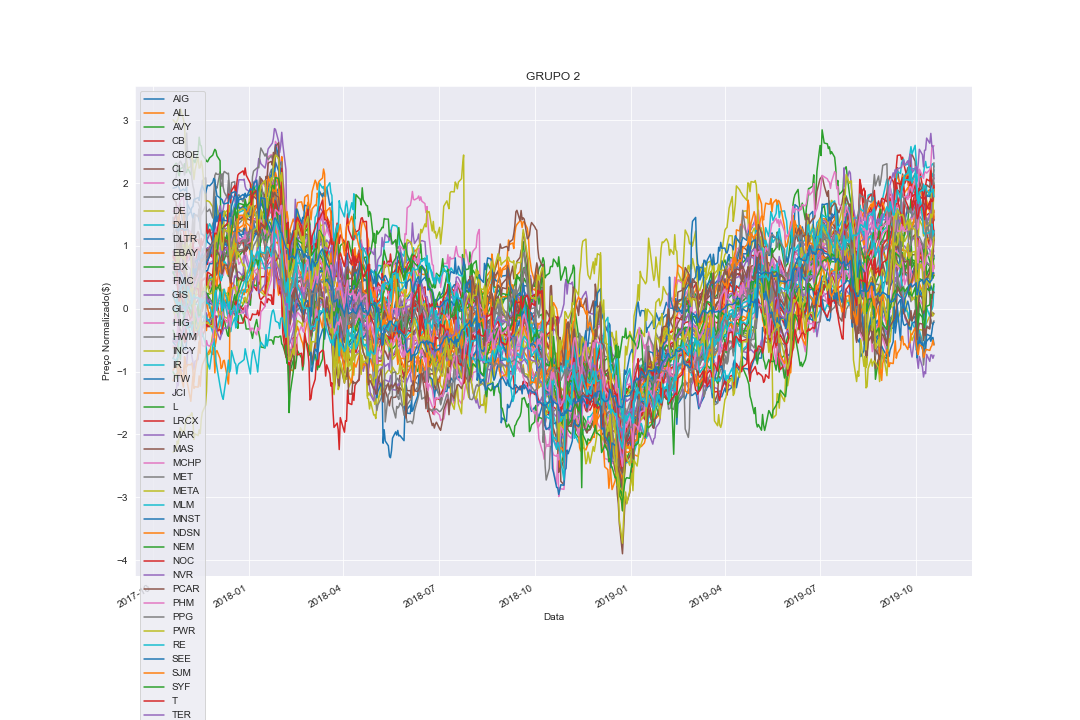 GRUPO 2
3
2
1
0
−1
−2
−3
−4
Preço Normalizado($)
AIG
ALL
AVY
CB
CBOE
CL
CMI
CPB
DE
DHI
DLTR
EBAY
EIX
FMC
GIS
GL
HIG
HWM
INCY
IR
ITW
JCI
L
LRCX
MAR
MAS
MCHP
MET
META
MLM
MNST
NDSN
NEM
NOC
NVR
PCAR
PHM
PPG
PWR
RE
SEE
SJM
SYF
T
TER
2017-10
2018-01
2018-04
2018-07
2018-10
2019-01
2019-04
2019-07
2019-10
Data